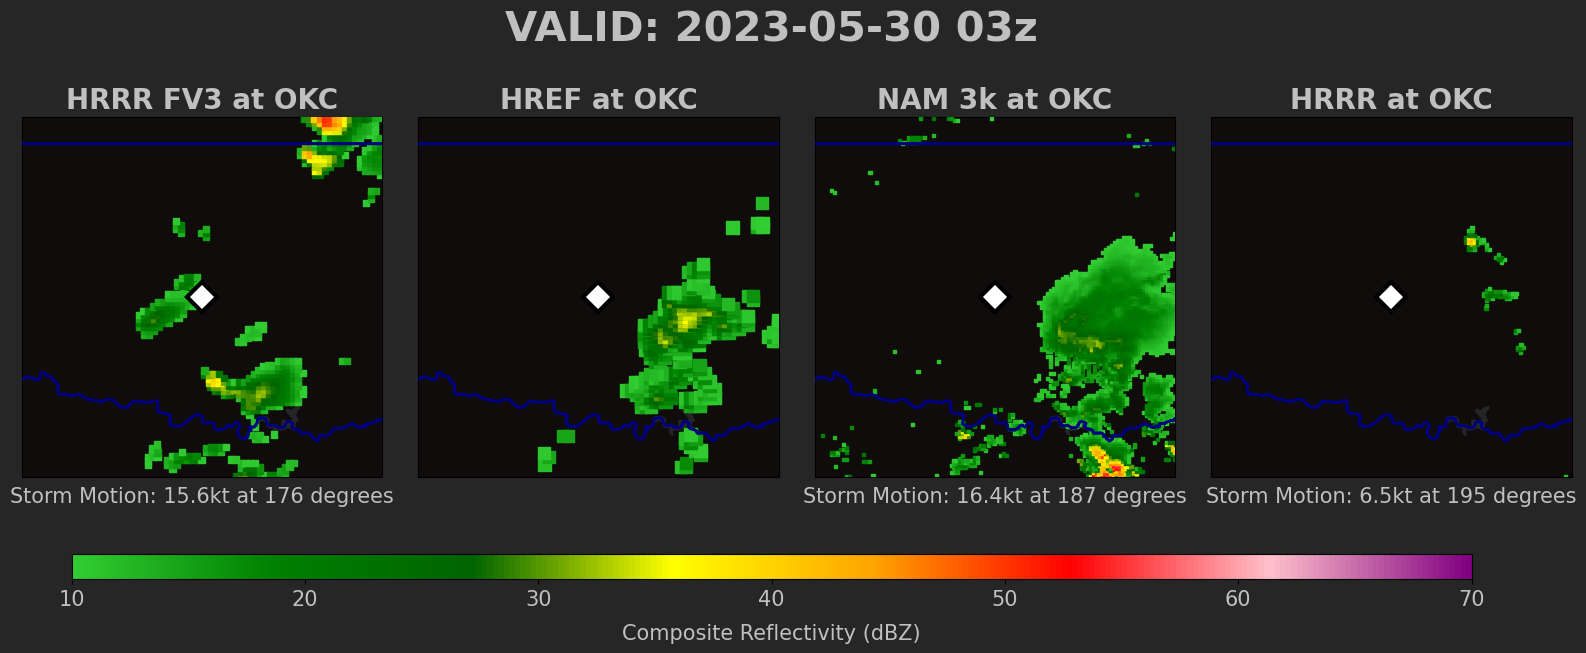 VALID: 2023-05-30 03z
HRRR FV3 at OKC
HREF at OKC
NAM 3k at OKC
HRRR at OKC
Storm Motion: 15.6kt at 176 degrees
Storm Motion: 16.4kt at 187 degrees
Storm Motion: 6.5kt at 195 degrees
10 20 30 40 50 60 70
Composite Reflectivity (dBZ)